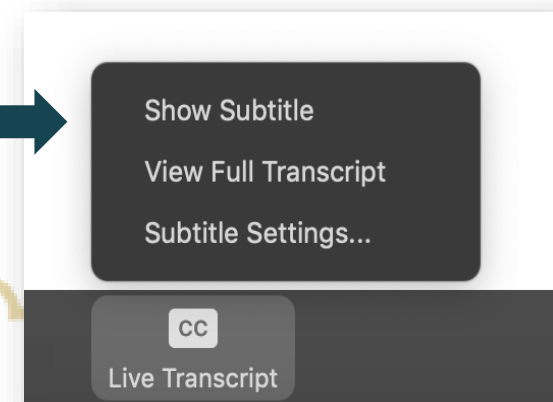 Show Subtitle
View Full Transcript
Subtitle Settings...
CC
Live Transcript